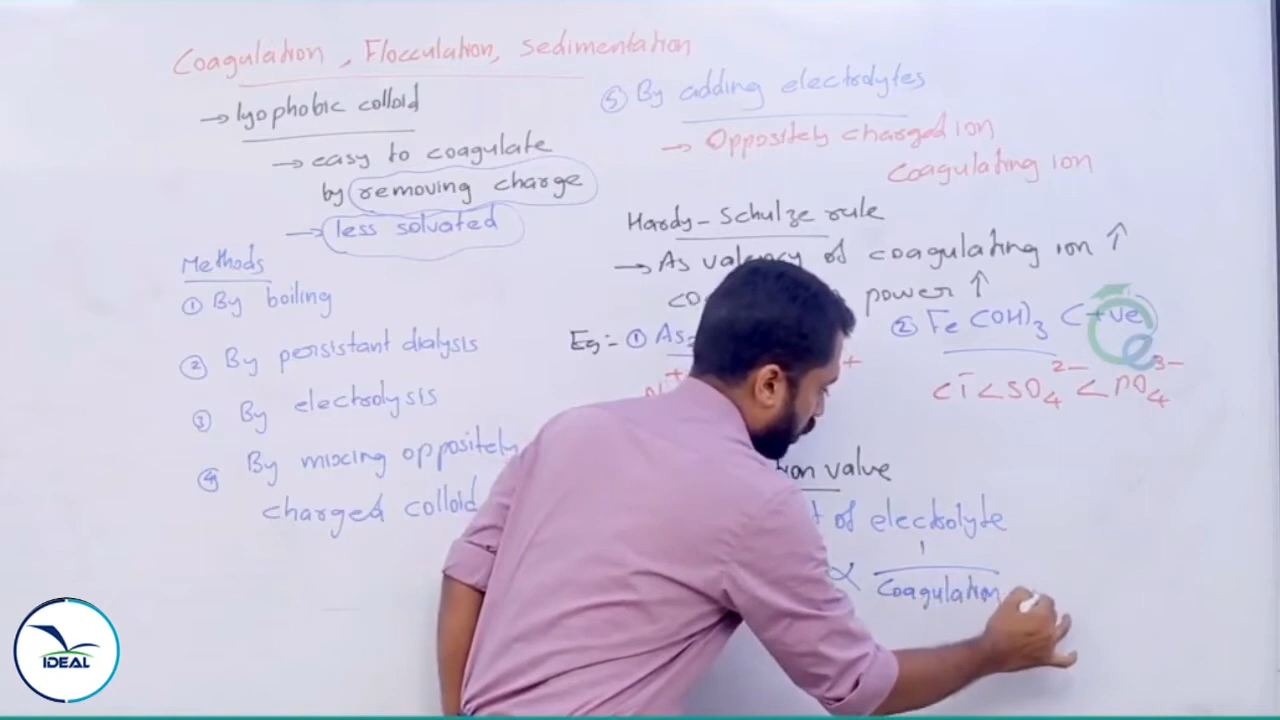 Coagulation, Flocculation, Sedimentation
→ lyophobic colloid
→ easy to coagulate
by removing charge
→ less solvated
Methods
① By boiling
② By persistant dialysis
③ By electrolysis
④ By mixing oppositely
charged colloid
⑤ By adding electrolytes
→ Oppositely charged ion
Coagulating ion
Hardy-Schulze rule
→ As valency of coagulating ion ↑
power ↑
Eg:- ① As₂
② Fe(OH)₃ (+ve)
Cl⁻ < SO₄²⁻ < PO₄³⁻
value
of electrolyte
∝ 1
Coagulation
IDEAL